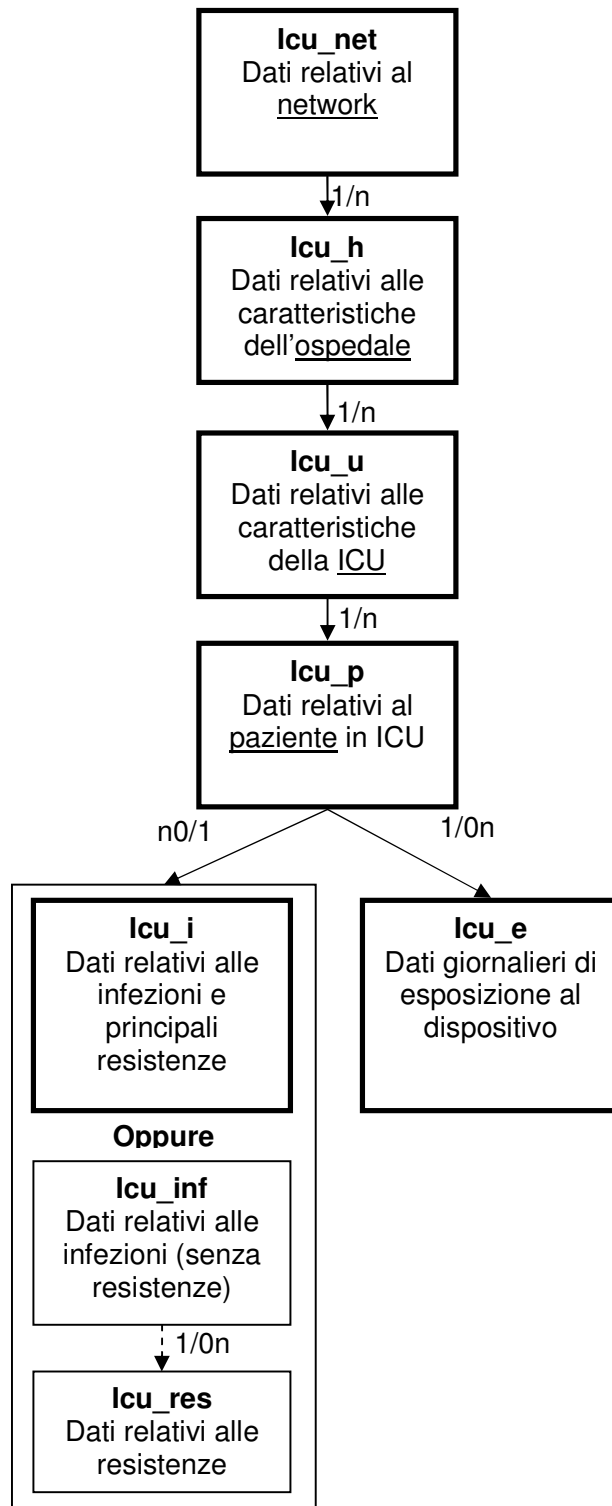 Icu_net
Dati relativi al
network
1/n
Icu_h
Dati relativi alle
caratteristiche
dell'ospedale
1/n
Icu_u
Dati relativi alle
caratteristiche
della ICU
1/n
Icu_p
Dati relativi al
paziente in ICU
n0/1
1/0n
Icu_i
Dati relativi alle
infezioni e
principali
resistenze
Icu_e
Dati giornalieri di
esposizione al
dispositivo
Oppure
Icu_inf
Dati relativi alle
infezioni (senza
resistenze)
1/0n
Icu_res
Dati relativi alle
resistenze